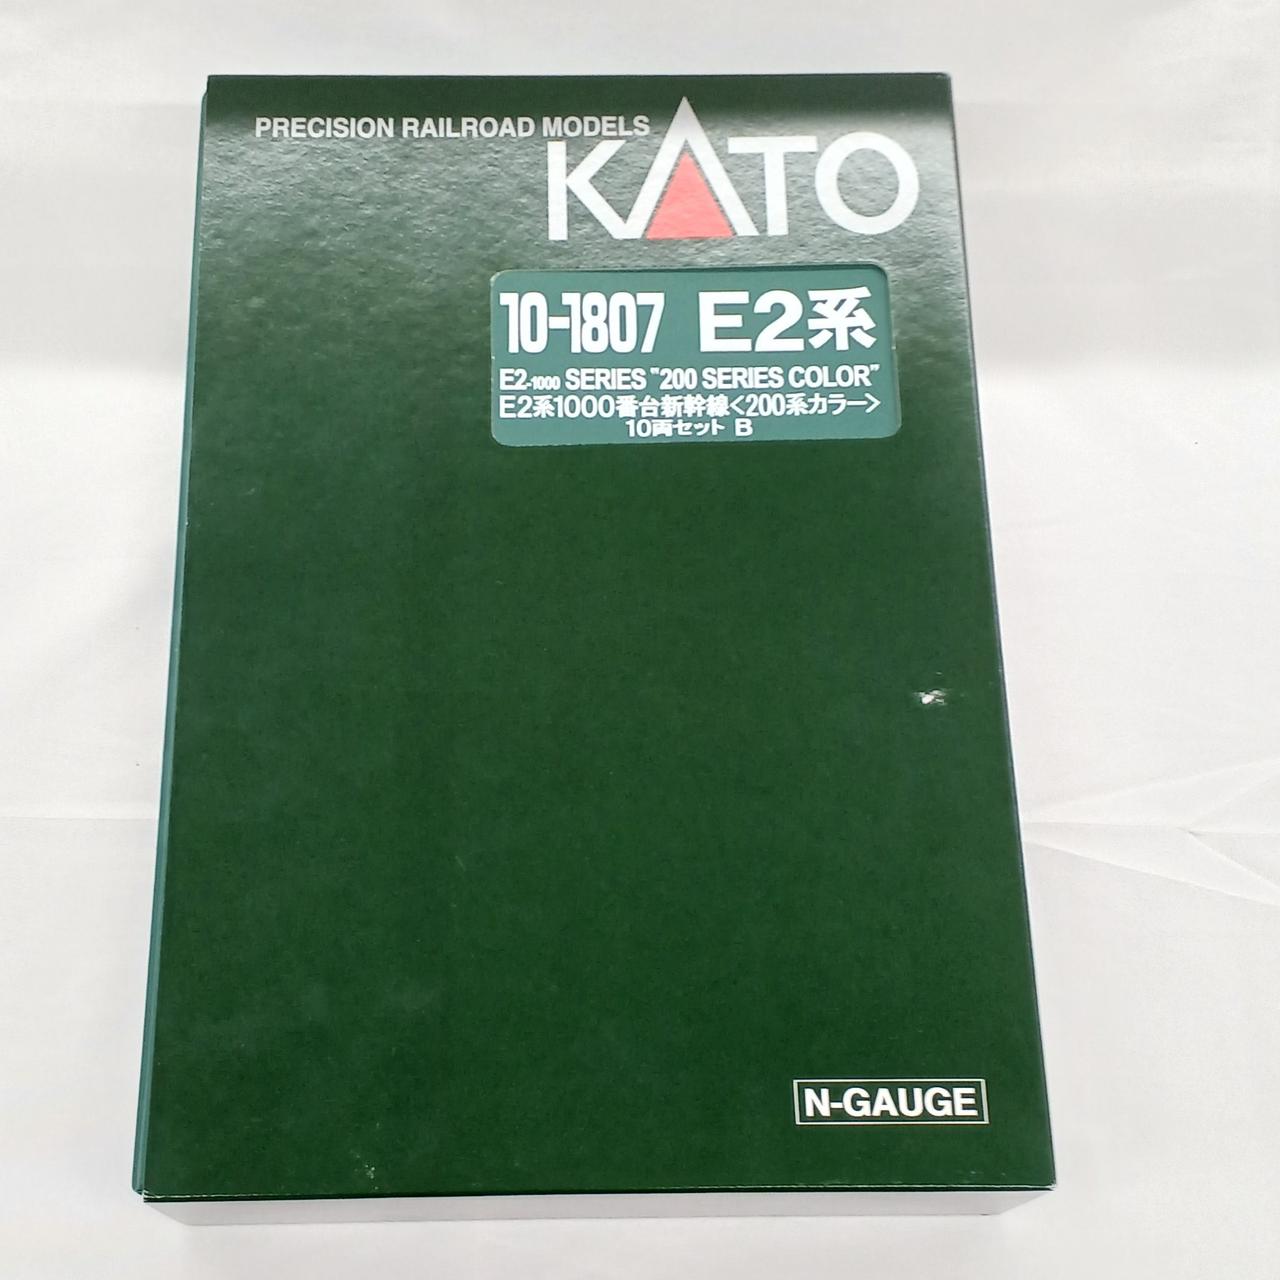 PRECISION RAILROAD MODELS
KATO
10-1807 E2系
E2-1000 SERIES "200 SERIES COLOR"
E2系1000番台新幹線<200系カラー>
10両セット B
N-GAUGE